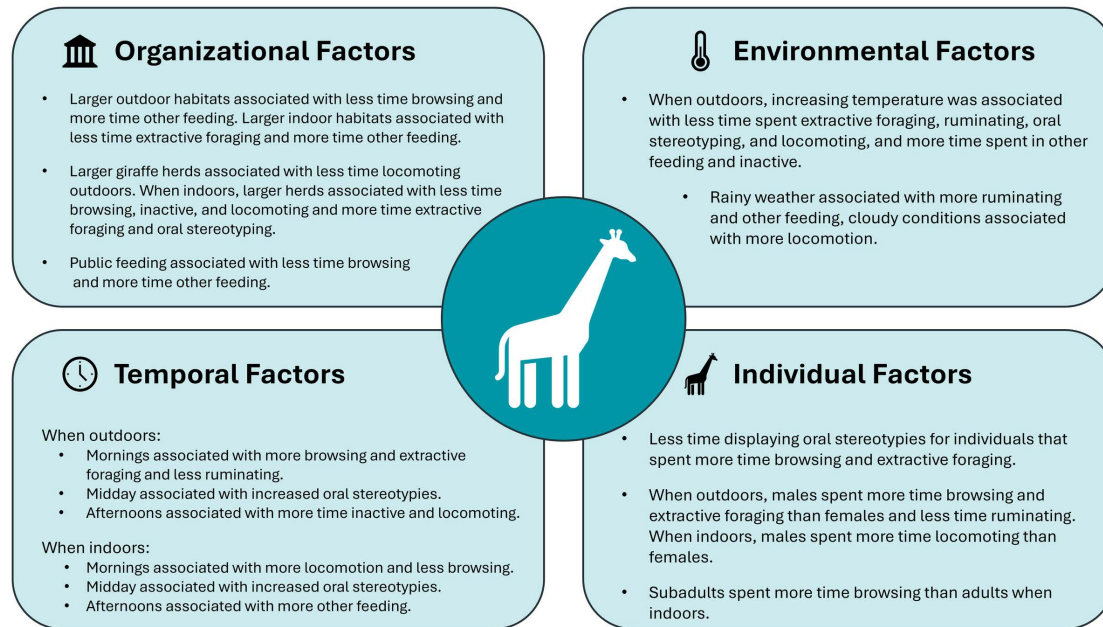 Organizational Factors
• Larger outdoor habitats associated with less time browsing and
more time other feeding. Larger indoor habitats associated with
less time extractive foraging and more time other feeding.
• Larger giraffe herds associated with less time locomoting
outdoors. When indoors, larger herds associated with less time
browsing, inactive, and locomoting and more time extractive
foraging and oral stereotyping.
• Public feeding associated with less time browsing
and more time other feeding.
Environmental Factors
• When outdoors, increasing temperature was associated
with less time spent extractive foraging, ruminating, oral
stereotyping, and locomoting, and more time spent in other
feeding and inactive.
• Rainy weather associated with more ruminating
and other feeding, cloudy conditions associated
with more locomotion.
Temporal Factors
When outdoors:
• Mornings associated with more browsing and extractive
foraging and less ruminating.
• Midday associated with increased oral stereotypies.
• Afternoons associated with more time inactive and locomoting.
When indoors:
• Mornings associated with more locomotion and less browsing.
• Midday associated with increased oral stereotypies.
• Afternoons associated with more other feeding.
Individual Factors
• Less time displaying oral stereotypies for individuals that
spent more time browsing and extractive foraging.
• When outdoors, males spent more time browsing and
extractive foraging than females and less time ruminating.
When indoors, males spent more time locomoting than
females.
• Subadults spent more time browsing than adults when
indoors.